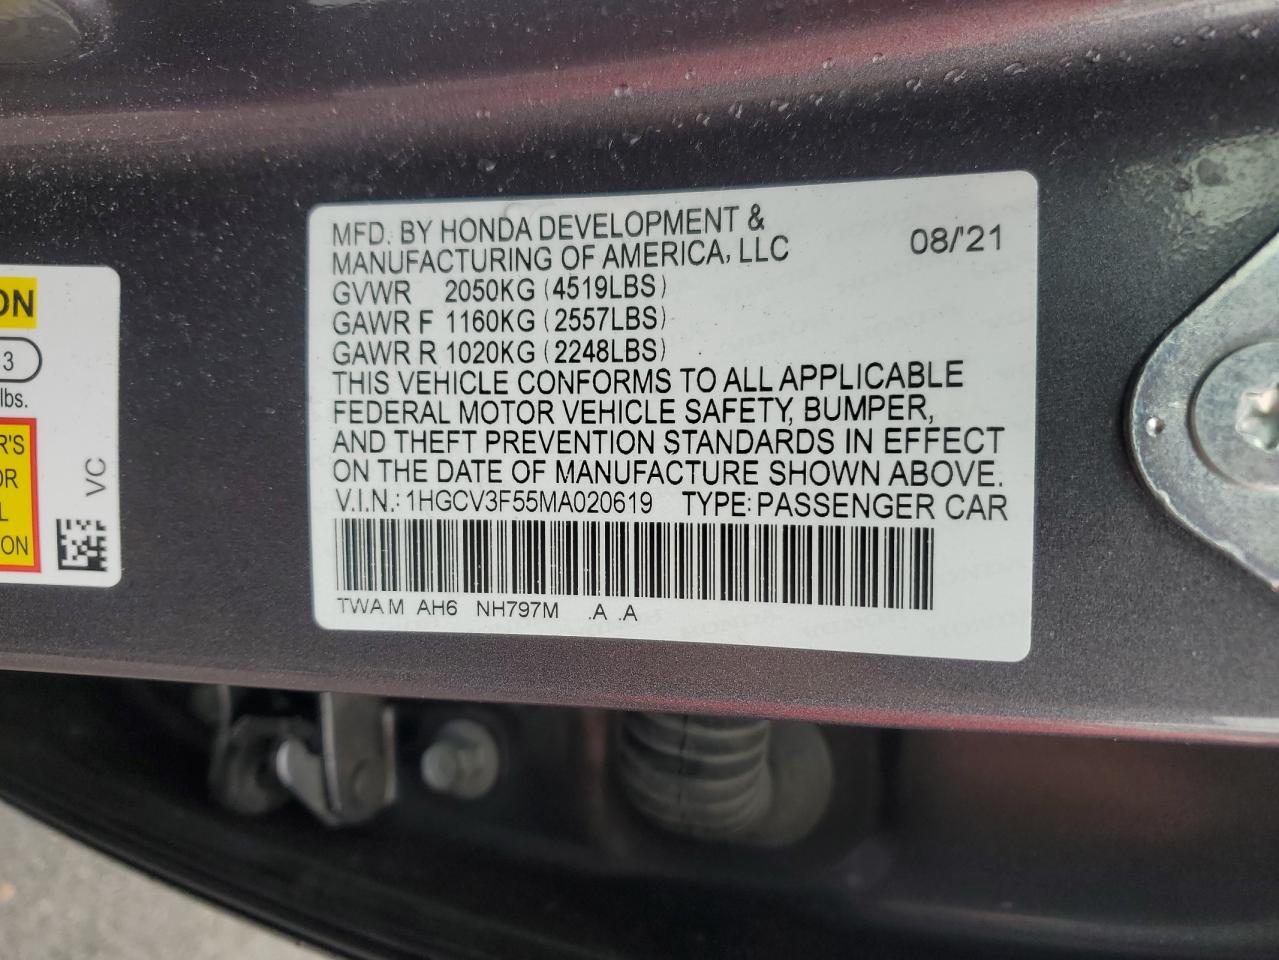 MFD. BY HONDA DEVELOPMENT &
MANUFACTURING OF AMERICA, LLC 08/'21
GVWR 2050KG (4519LBS)
GAWR F 1160KG (2557LBS)
GAWR R 1020KG (2248LBS)
THIS VEHICLE CONFORMS TO ALL APPLICABLE
FEDERAL MOTOR VEHICLE SAFETY, BUMPER,
AND THEFT PREVENTION STANDARDS IN EFFECT
ON THE DATE OF MANUFACTURE SHOWN ABOVE.
V.I.N.: 1HGCV3F55MA020619 TYPE: PASSENGER CAR
TWA M AH6 NH797M .A .A
ON
3
lbs.
R'S
OR
L
ON
VC